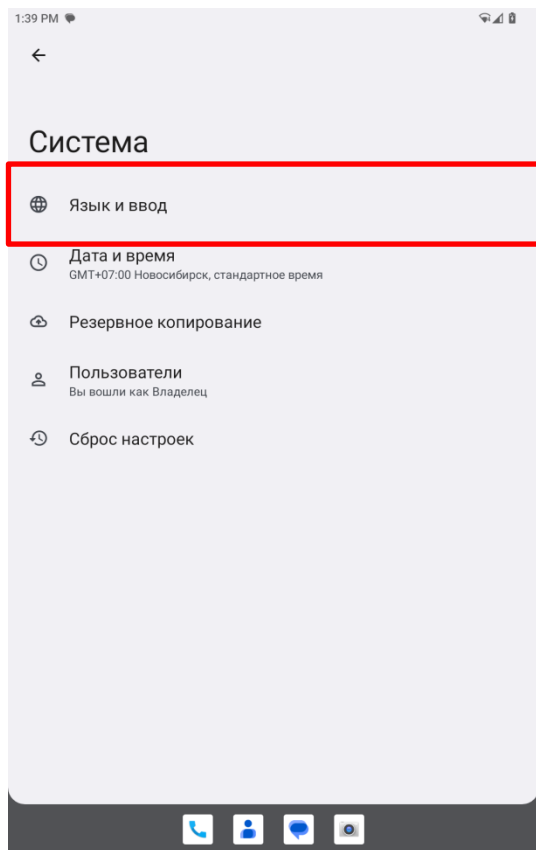 1:39 PM
Система
Язык и ввод
Дата и время
GMT+07:00 Новосибирск, стандартное время
Резервное копирование
Пользователи
Вы вошли как Владелец
Сброс настроек